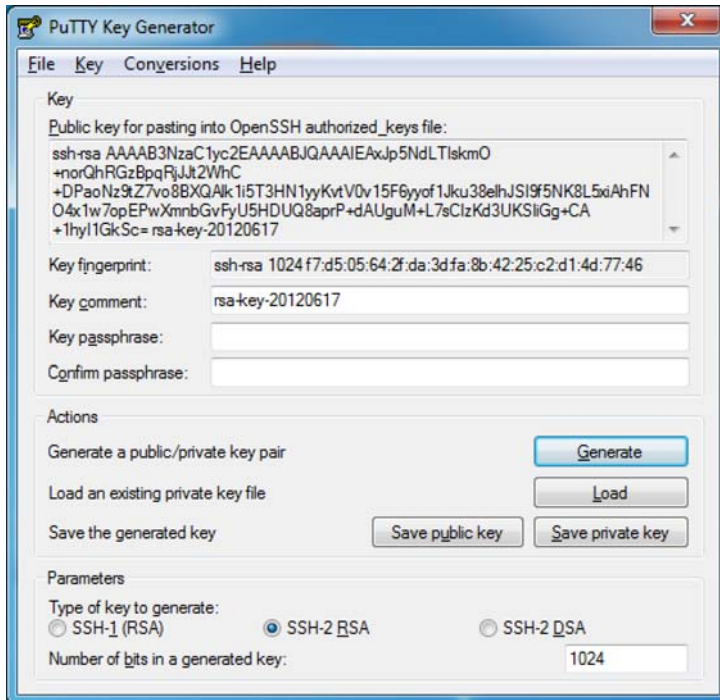 PuTTY Key Generator
File Key Conversions Help
Key
Public key for pasting into OpenSSH authorized_keys file:
ssh-rsa AAAAB3NzaC1yc2EAAAABJQAAAIEAxJp5NdLTIskmO
+norQhRGzBpqRjJJt2WhC
+DPaoNz9tZ7vo8BXQAlk1i5T3HN1yyKvtV0v15F6yyof1Jku38elhJSI9f5NK8L5xiAhFN
O4x1w7opEPwXmnbGvFyU5HDUQ8aprP+dAUguM+L7sClzKd3UKSIiGg+CA
+1hyI1GkSc= rsa-key-20120617
Key fingerprint: ssh-rsa 1024 f7:d5:05:64:2f:da:3d:fa:8b:42:25:c2:d1:4d:77:46
Key comment: rsa-key-20120617
Key passphrase:
Confirm passphrase:
Actions
Generate a public/private key pair Generate
Load an existing private key file Load
Save the generated key Save public key Save private key
Parameters
Type of key to generate:
SSH-1 (RSA) SSH-2 RSA SSH-2 DSA
Number of bits in a generated key: 1024